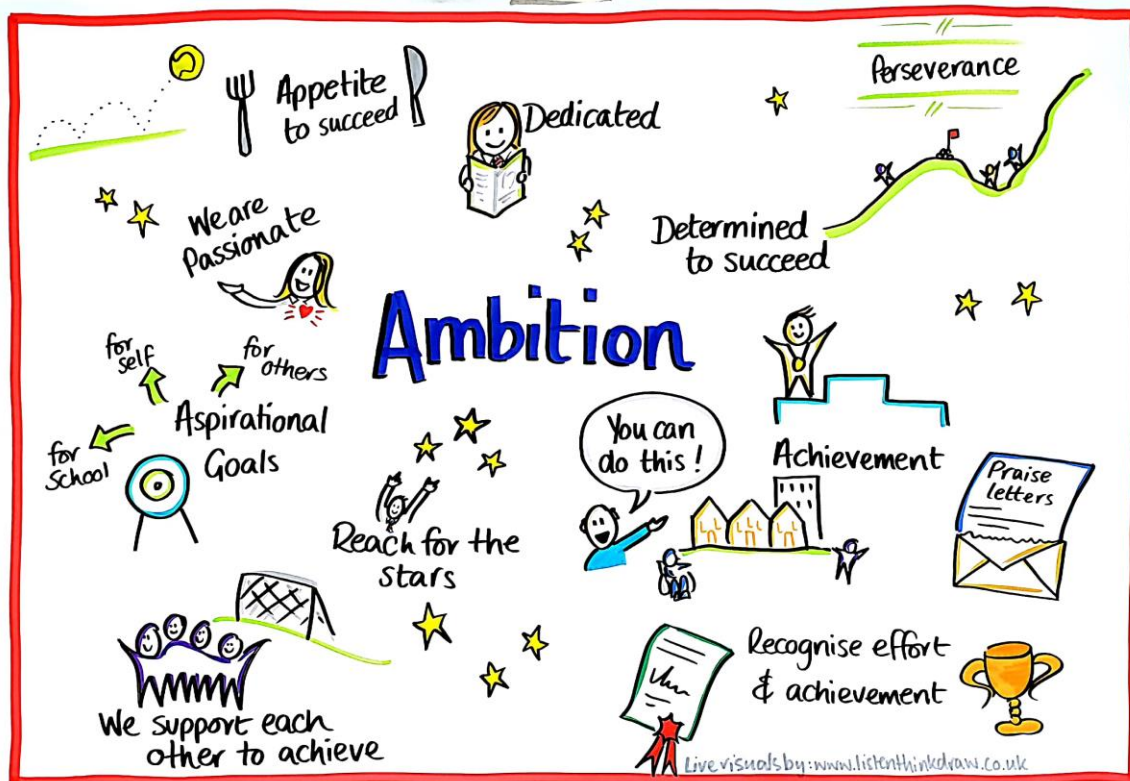 Appetite
to succeed
Dedicated
Perseverance
We are
Passionate
Determined
to succeed
Ambition
for
self
for
others
for
school
Aspirational
Goals
You can
do this!
Achievement
Praise
letters
Reach for the
stars
We support each
other to achieve
Recognise effort
& achievement
Live visuals by: www.listenthinkdraw.co.uk